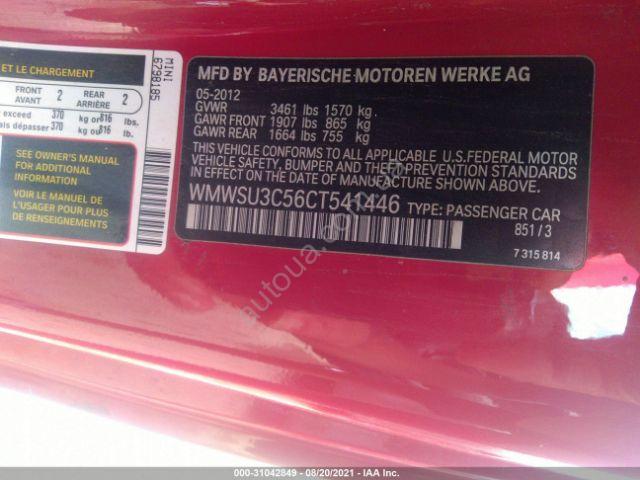 ET LE CHARGEMENT
FRONT AVANT 2 REAR ARRIÈRE 2
exceed 370 kg or 816 lbs.
ais dépasser 370 kg ou 816 lb.
SEE OWNER'S MANUAL
FOR ADDITIONAL
INFORMATION
VOIR LE MANUEL DE
L'USAGER POUR PLUS
DE RENSEIGNEMENTS
MINI
6798185
MFD BY BAYERISCHE MOTOREN WERKE AG
05-2012
GVWR 3461 lbs 1570 kg
GAWR FRONT 1907 lbs 865 kg
GAWR REAR 1664 lbs 755 kg
THIS VEHICLE CONFORMS TO ALL APPLICABLE U.S.FEDERAL MOTOR
VEHICLE SAFETY, BUMPER AND THEFT PREVENTION STANDARDS
IN EFFECT ON THE DATE OF MANUFACTURE SHOWN ABOVE.
WMWSU3C56CT541446 TYPE: PASSENGER CAR
851 / 3
7 315 814
autoua.com.ua
000-31042849 - 08/20/2021 - IAA Inc.